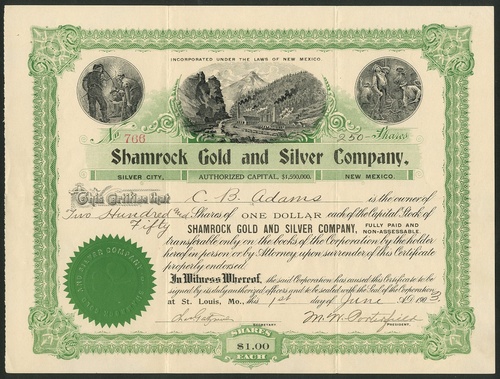 INCORPORATED UNDER THE LAWS OF NEW MEXICO.
No 766
250 Shares
Shamrock Gold and Silver Company,
SILVER CITY, AUTHORIZED CAPITAL, $1,550,000. NEW MEXICO.
This Certifies that C. B. Adams is the owner of
Two Hundred and Fifty Shares of ONE DOLLAR each of the Capital Stock of
SHAMROCK GOLD AND SILVER COMPANY, FULLY PAID AND NON-ASSESSABLE.
transferable only on the books of the Corporation by the holder
hereof in person or by Attorney upon surrender of this Certificate
properly endorsed.
In Witness Whereof, the said Corporation has caused this Certificate to be
signed by its duly authorized officers and to be sealed with the Seal of the Corporation
at St. Louis, Mo., this 1st day of June A.D. 1903
M. W. Porterfield
SECRETARY PRESIDENT.
SHARES
$1.00
EACH